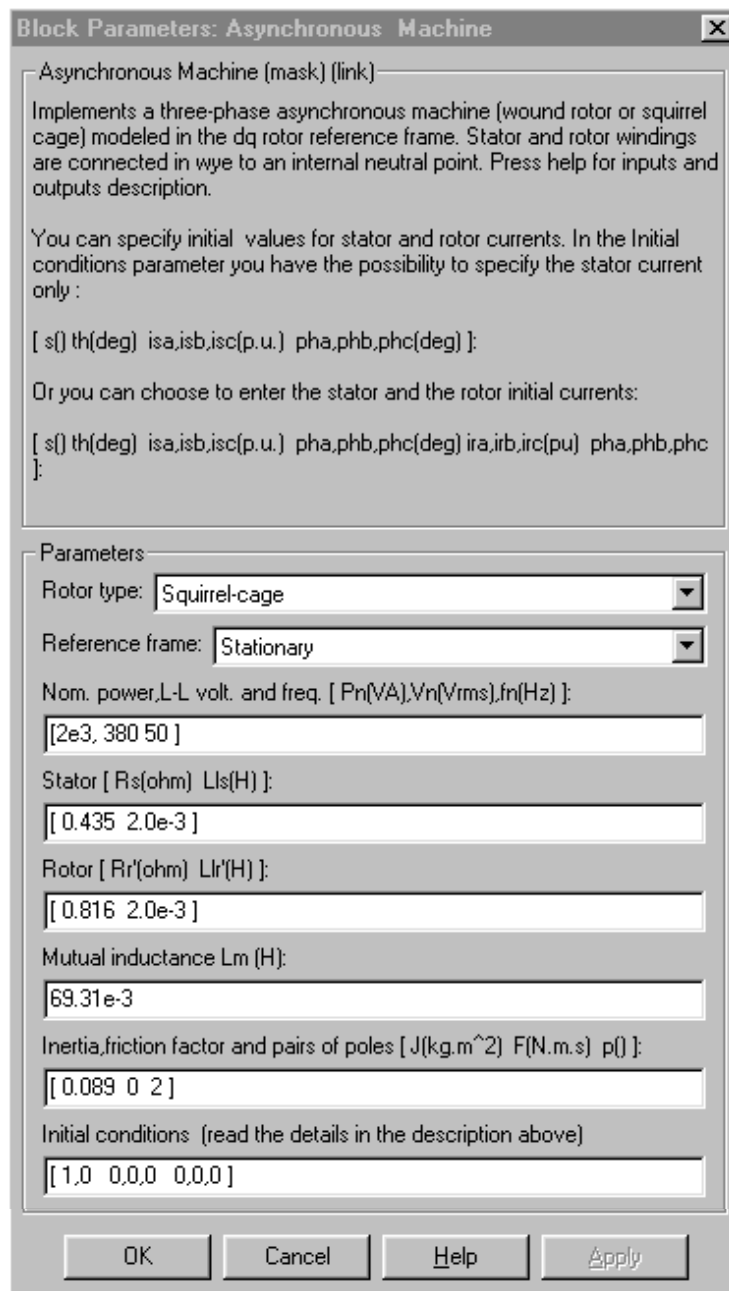 Block Parameters: Asynchronous Machine
Asynchronous Machine (mask) (link)
Implements a three-phase asynchronous machine (wound rotor or squirrel
cage) modeled in the dq rotor reference frame. Stator and rotor windings
are connected in wye to an internal neutral point. Press help for inputs and
outputs description.
You can specify initial values for stator and rotor currents. In the Initial
conditions parameter you have the possibility to specify the stator current
only :
[ s() th(deg) isa,isb,isc(p.u.) pha,phb,phc(deg) ]:
Or you can choose to enter the stator and the rotor initial currents:
[ s() th(deg) isa,isb,isc(p.u.) pha,phb,phc(deg) ira,irb,irc(pu) pha,phb,phc
]:
Parameters
Rotor type: Squirrel-cage
Reference frame: Stationary
Nom. power,L-L volt. and freq. [ Pn(VA),Vn(Vrms),fn(Hz) ]:
[2e3, 380 50 ]
Stator [ Rs(ohm) Lls(H) ]:
[ 0.435 2.0e-3 ]
Rotor [ Rr'(ohm) Llr'(H) ]:
[ 0.816 2.0e-3 ]
Mutual inductance Lm (H):
69.31e-3
Inertia,friction factor and pairs of poles [ J(kg.m^2) F(N.m.s) p() ]:
[ 0.089 0 2 ]
Initial conditions (read the details in the description above)
[ 1,0 0,0,0 0,0,0 ]
OK Cancel Help Apply